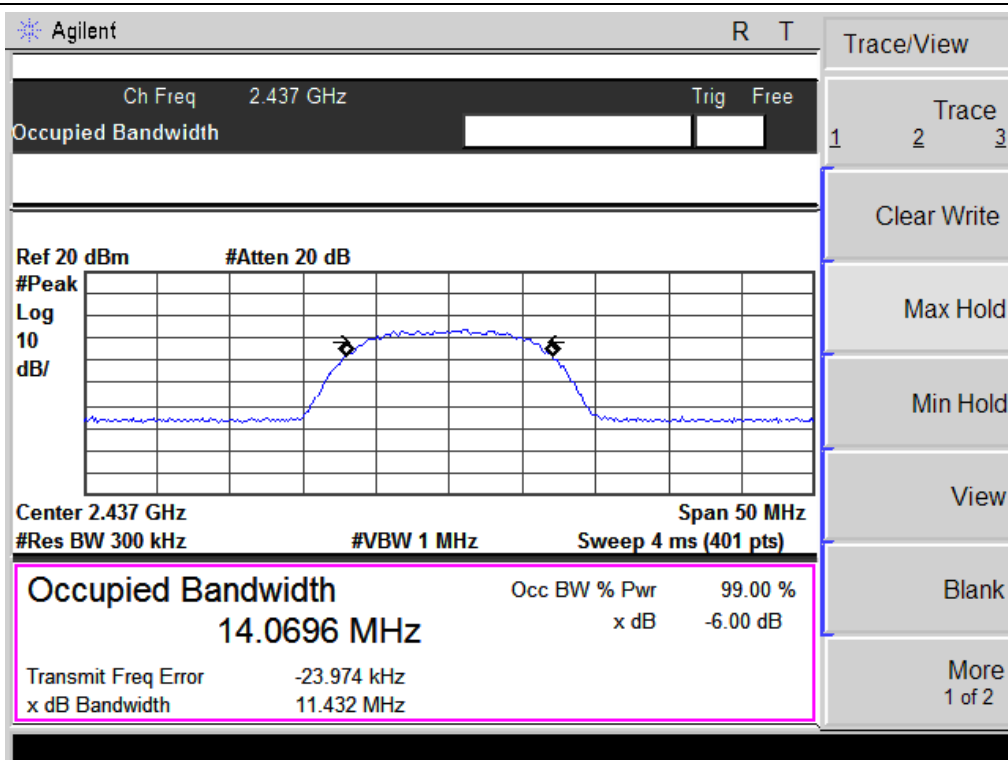 Agilent R T
Trace/View
Ch Freq 2.437 GHz Trig Free
Occupied Bandwidth
Trace
1 2 3
Clear Write
Ref 20 dBm #Atten 20 dB
#Peak
Log
10
dB/
Max Hold
Min Hold
View
Center 2.437 GHz Span 50 MHz
#Res BW 300 kHz #VBW 1 MHz Sweep 4 ms (401 pts)
Occupied Bandwidth Occ BW % Pwr 99.00 %
14.0696 MHz x dB -6.00 dB
Transmit Freq Error -23.974 kHz
x dB Bandwidth 11.432 MHz
Blank
More
1 of 2